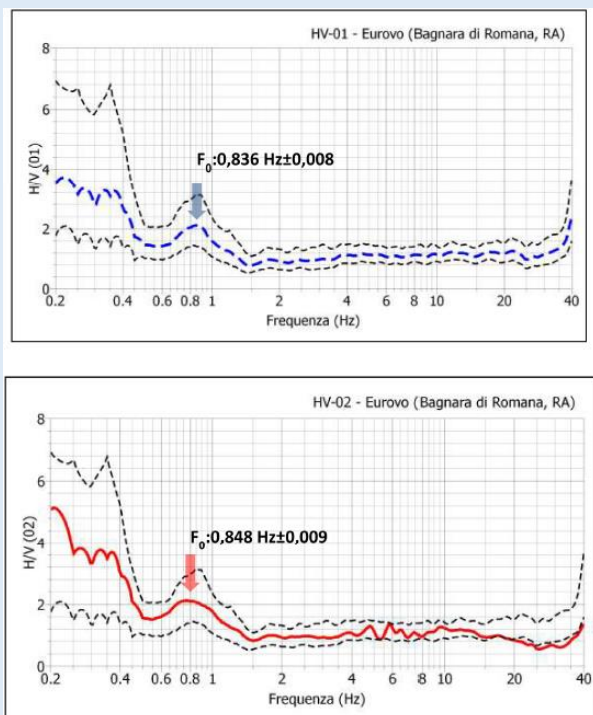 HV-01 - Eurovo (Bagnara di Romana, RA)
8
6
4
2
0
H/V (01)
F0:0,836 Hz±0,008
0.2 0.4 0.6 0.8 1 2 4 6 8 10 20 40
Frequenza (Hz)
HV-02 - Eurovo (Bagnara di Romana, RA)
8
6
4
2
0
H/V (02)
F0:0,848 Hz±0,009
0.2 0.4 0.6 0.8 1 2 4 6 8 10 20 40
Frequenza (Hz)